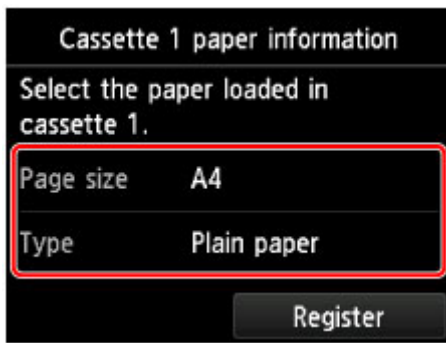 Cassette 1 paper information
Select the paper loaded in
cassette 1.
Page size A4
Type Plain paper
Register